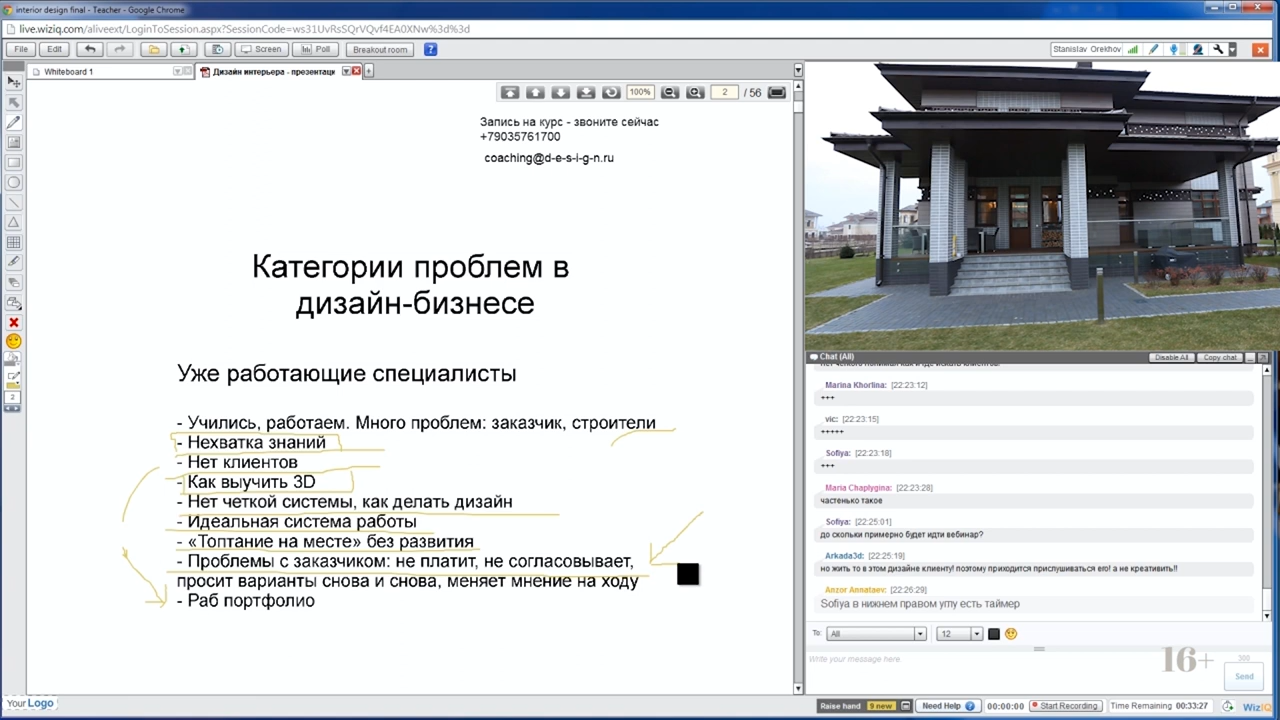 interior design final - Teacher - Google Chrome
live.wiziq.com/aliveext/LoginToSession.aspx?SessionCode=ws31UvRsSQrVQvf4EA0XNw%3d%3d
File Edit Screen Poll Breakout room ?
Stanislav Orekhov
Whiteboard 1
Дизайн интерьера - презентаци
100% 2 / 56
Запись на курс - звоните сейчас
+79035761700
coaching@d-e-s-i-g-n.ru
Категории проблем в
дизайн-бизнесе
Уже работающие специалисты
- Учились, работаем. Много проблем: заказчик, строители
- Нехватка знаний
- Нет клиентов
- Как выучить 3D
- Нет четкой системы, как делать дизайн
- Идеальная система работы
- «Топтание на месте» без развития
- Проблемы с заказчиком: не платит, не согласовывает,
просит варианты снова и снова, меняет мнение на ходу
- Раб портфолио
2
Chat (All) Disable All Copy chat
Marina Khorlina: [22:23:12]
+++
vic: [22:23:15]
+++++
Sofiya: [22:23:18]
+++
Maria Chaplygina: [22:23:28]
частенько такое
Sofiya: [22:25:01]
до скольки примерно будет идти вебинар?
Arkada3d: [22:25:19]
но жить то в этом дизайне клиенту! поэтому приходится прислушиваться его! а не креативить!!
Anzor Annataev: [22:26:29]
Sofiya в нижнем правом углу есть таймер
To: All 12
Write your message here
16+
300
Send
Your Logo
Raise hand 9 new Need Help ? 00:00:00 Start Recording Time Remaining 00:33:27 WizIQ